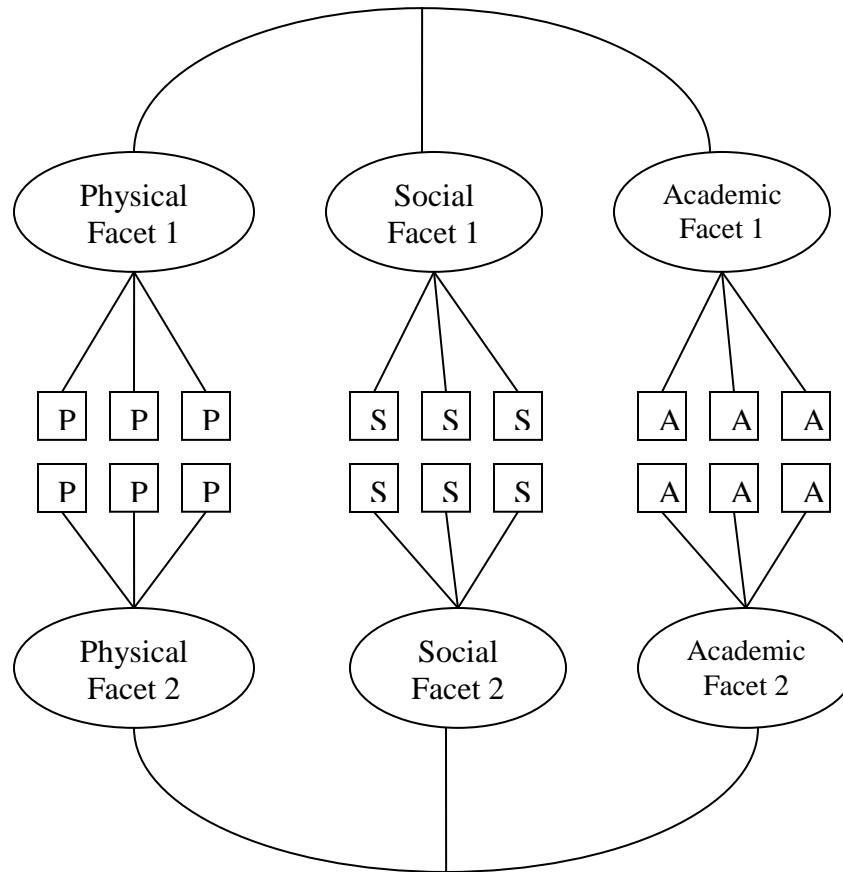 Physical Facet 1
Social Facet 1
Academic Facet 1
P P P S S S A A A
P P P S S S A A A
Physical Facet 2
Social Facet 2
Academic Facet 2